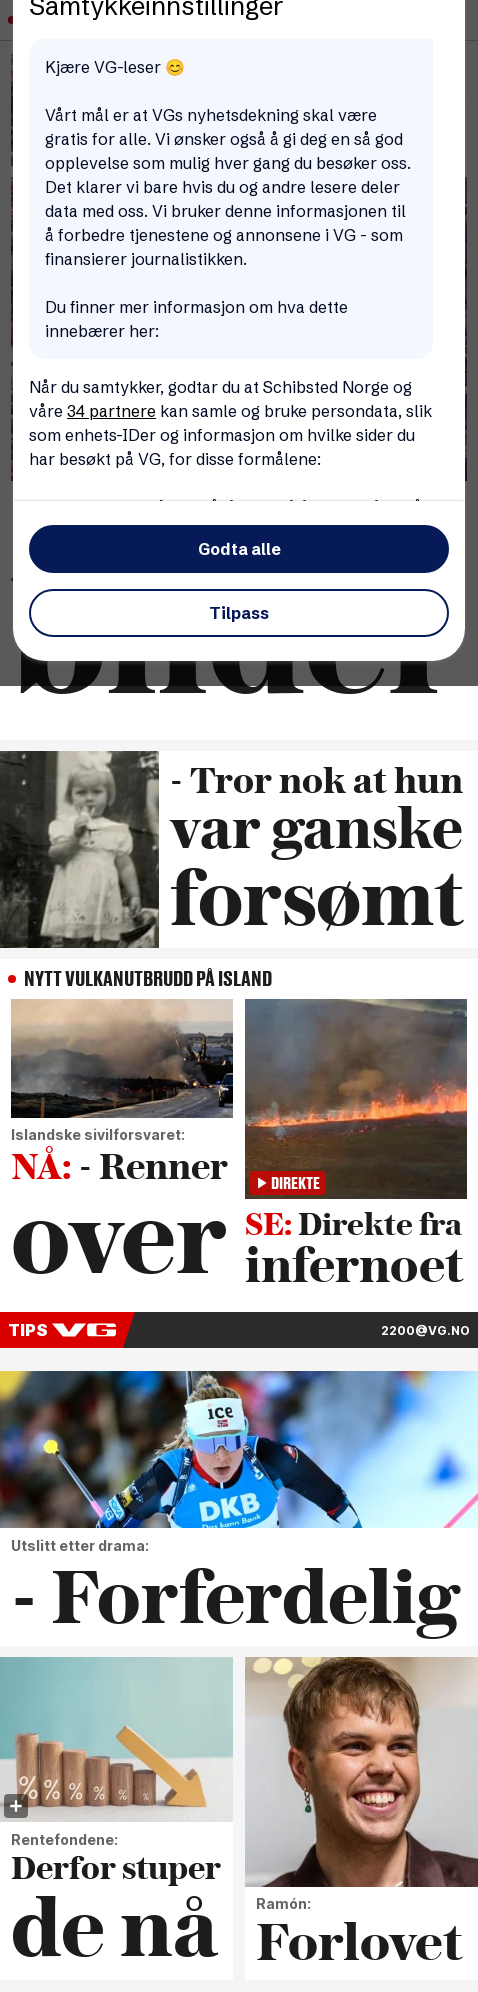 Samtykkeinnstillinger
Kjære VG-leser 😊
Vårt mål er at VGs nyhetsdekning skal være
gratis for alle. Vi ønsker også å gi deg en så god
opplevelse som mulig hver gang du besøker oss.
Det klarer vi bare hvis du og andre lesere deler
data med oss. Vi bruker denne informasjonen til
å forbedre tjenestene og annonsene i VG - som
finansierer journalistikken.
Du finner mer informasjon om hva dette
innebærer her:
Når du samtykker, godtar du at Schibsted Norge og
våre 34 partnere kan samle og bruke persondata, slik
som enhets-IDer og informasjon om hvilke sider du
har besøkt på VG, for disse formålene:
Godta alle
Tilpass
bilder
- Tror nok at hun
var ganske
forsømt
NYTT VULKANUTBRUDD PÅ ISLAND
Islandske sivilforsvaret:
NÅ: - Renner
over
DIREKTE
SE: Direkte fra
infernoet
TIPS VG
2200@VG.NO
ice
DKB
Das kann Bank
Utslitt etter drama:
- Forferdelig
% % % % % %
Rentefondene:
Derfor stuper
de nå
Ramón:
Forlovet